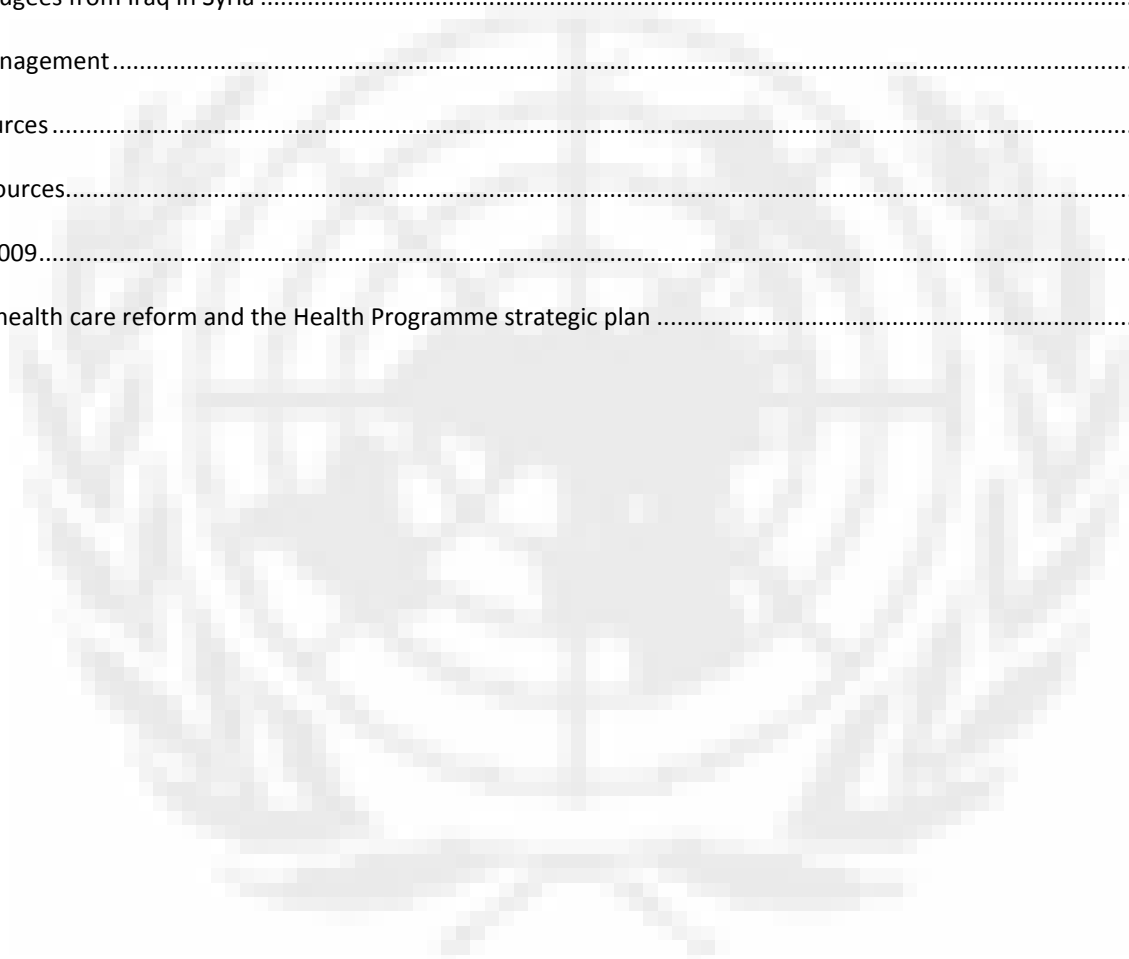 ugees from Iraq in Syria ........................................................................................................................................
nagement ........................................................................................................................................
urces ........................................................................................................................................
ources ........................................................................................................................................
009 ........................................................................................................................................
health care reform and the Health Programme strategic plan ........................................................................